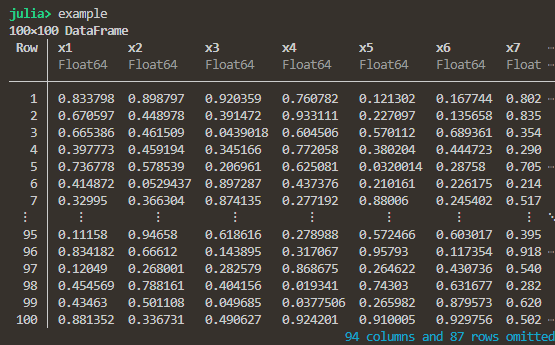 julia> example
100×100 DataFrame
Row x1 x2 x3 x4 x5 x6 x7 ⋯
Float64 Float64 Float64 Float64 Float64 Float64 Float ⋯
1 0.833798 0.898797 0.920359 0.760782 0.121302 0.167744 0.802 ⋯
2 0.670597 0.448978 0.391472 0.933111 0.227097 0.135658 0.835
3 0.665386 0.461509 0.0439018 0.604506 0.570112 0.689361 0.354
4 0.397773 0.459194 0.345166 0.772058 0.380204 0.444723 0.290
5 0.736778 0.578539 0.206961 0.625081 0.0320014 0.28758 0.705 ⋯
6 0.414872 0.0529437 0.897287 0.437376 0.210161 0.226175 0.214
7 0.32995 0.366304 0.874135 0.277192 0.88006 0.245402 0.517
⋮ ⋮ ⋮ ⋮ ⋮ ⋮ ⋮ ⋮ ⋱
95 0.11158 0.94658 0.618616 0.278988 0.572466 0.603017 0.395
96 0.834182 0.66612 0.143895 0.317067 0.95793 0.117354 0.918 ⋯
97 0.12049 0.268001 0.282579 0.868675 0.264622 0.430736 0.540
98 0.454569 0.788161 0.404156 0.019341 0.74303 0.631677 0.282
99 0.43463 0.501108 0.049685 0.0377506 0.265982 0.879573 0.620
100 0.881352 0.336731 0.490627 0.924201 0.910005 0.929756 0.502 ⋯
94 columns and 87 rows omitted